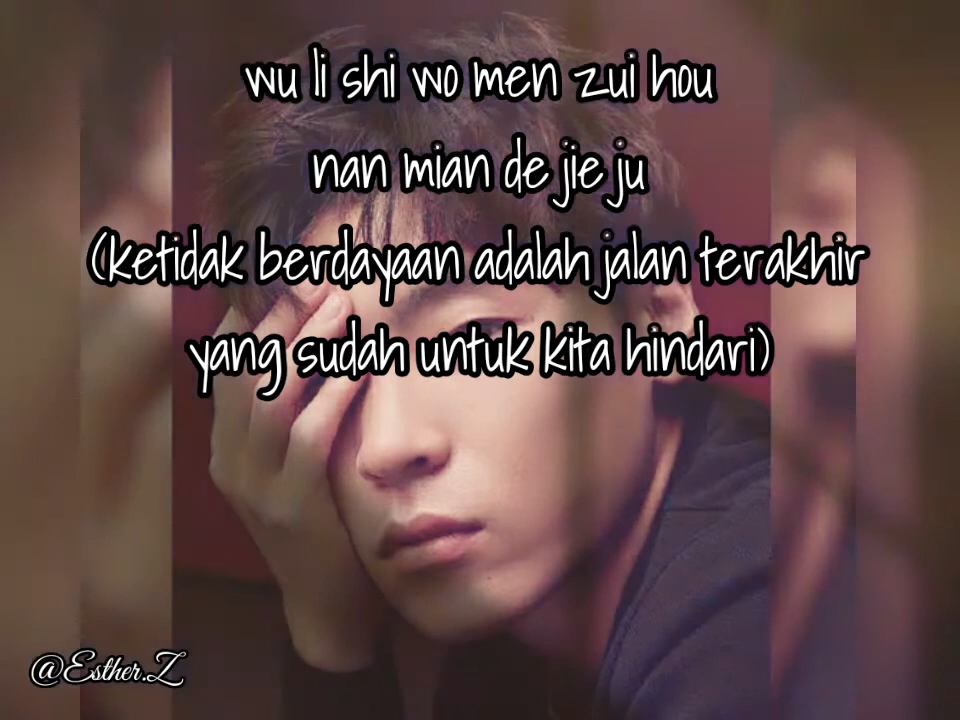 wu li shi wo men zui hou
nan mian de jie ju
(ketidak berdayaan adalah jalan terakhir
yang sudah untuk kita hindari)
@Esther.Z